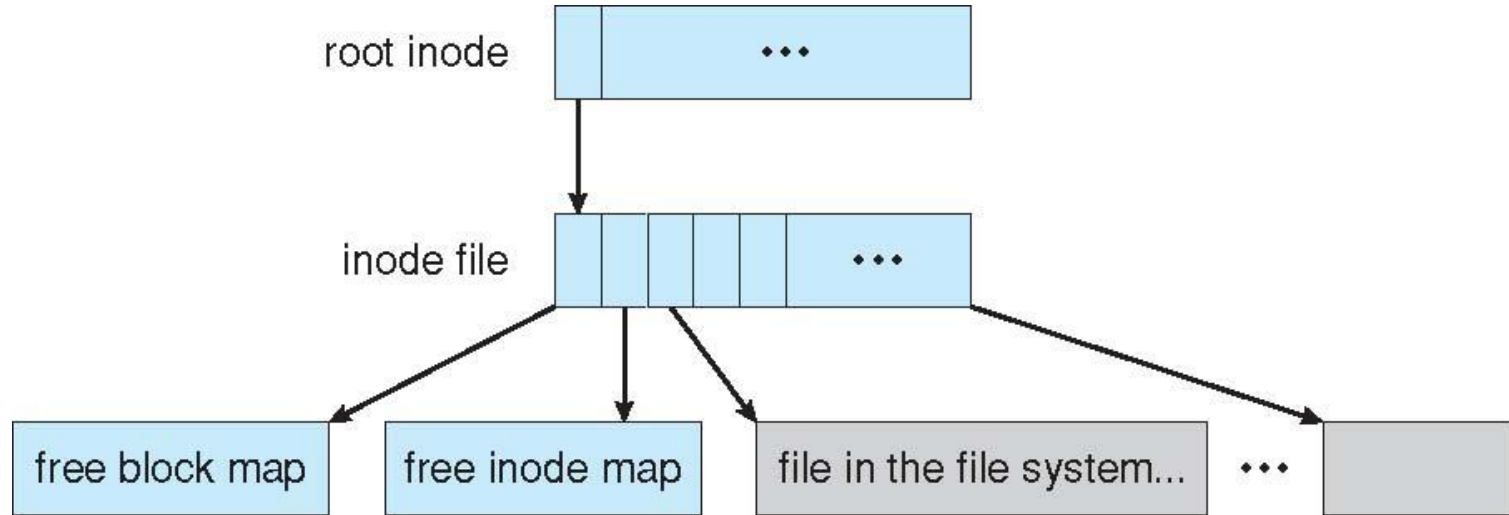 root inode
•••
inode file
•••
free block map
free inode map
file in the file system...
•••